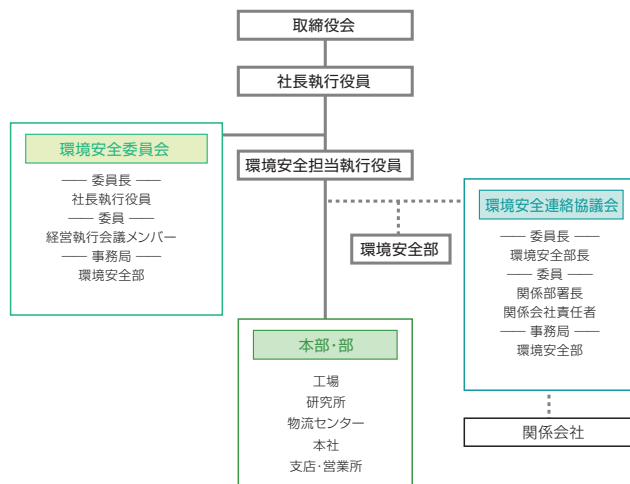 取締役会
社長執行役員
環境安全委員会
委員長
社長執行役員
委員
経営執行会議メンバー
事務局
環境安全部
環境安全担当執行役員
環境安全部
環境安全連絡協議会
委員長
環境安全部長
委員
関係部署長
関係会社責任者
事務局
環境安全部
本部・部
工場
研究所
物流センター
本社
支店・営業所
関係会社